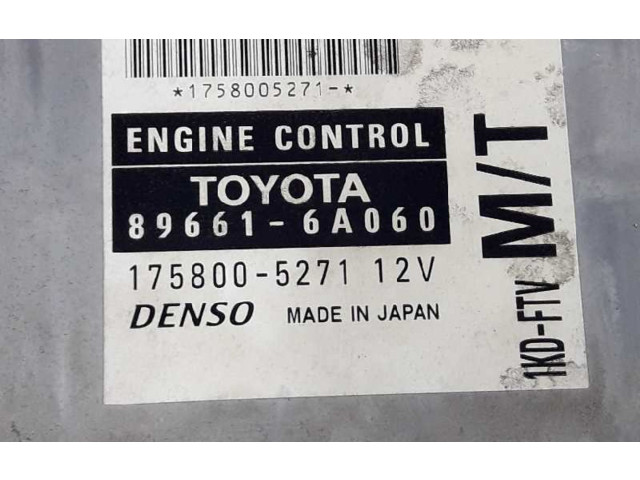 *1758005271-*
ENGINE CONTROL
TOYOTA
89661-6A060
175800-5271 12V
DENSO MADE IN JAPAN
1KD-FTV M/T